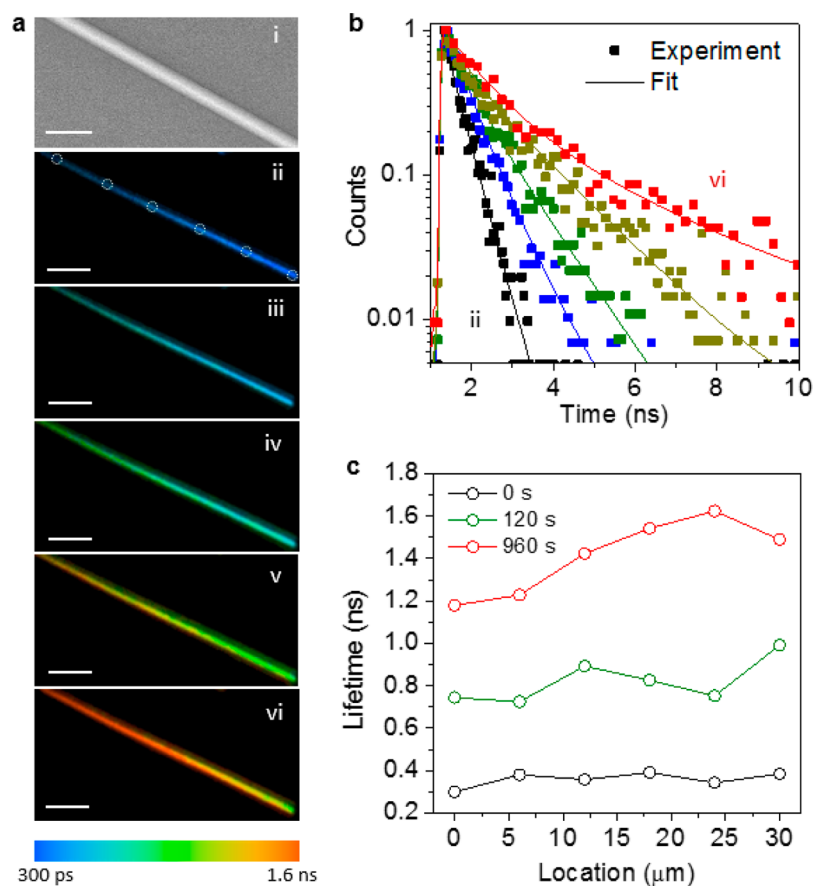 a
i
ii
iii
iv
v
vi
300 ps 1.6 ns
b
1
0.1
0.01
Counts
Experiment
Fit
vi
ii
2 4 6 8 10
Time (ns)
c
1.8
1.6
1.4
1.2
1.0
0.8
0.6
0.4
0.2
Lifetime (ns)
0 s
120 s
960 s
0 5 10 15 20 25 30
Location (μm)